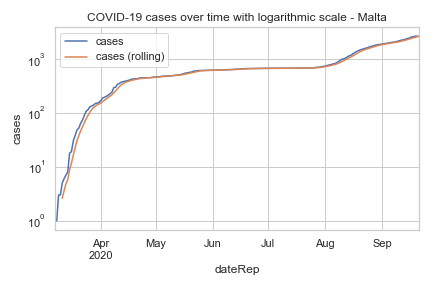 COVID-19 cases over time with logarithmic scale - Malta
cases
cases (rolling)
10³
10²
10¹
10⁰
cases
Apr
2020
May
Jun
Jul
Aug
Sep
dateRep